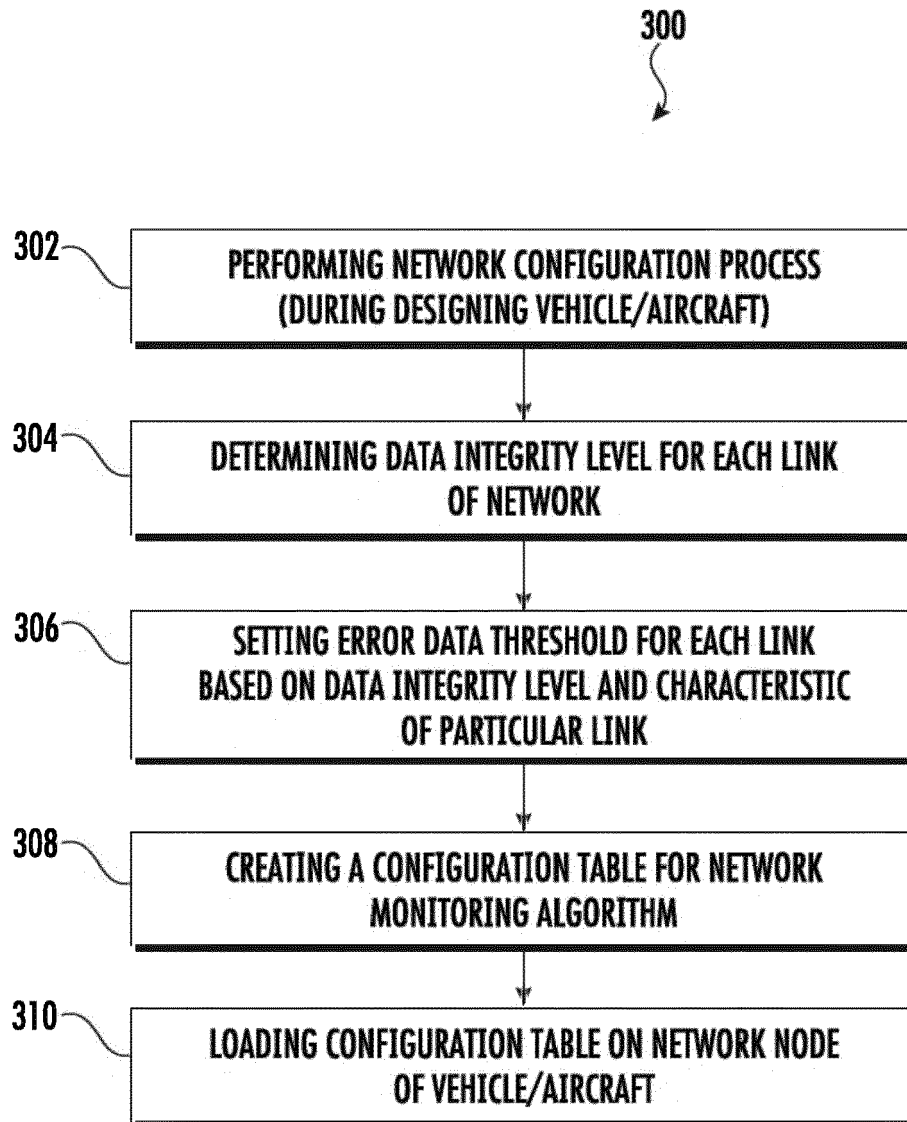 300
302
PERFORMING NETWORK CONFIGURATION PROCESS
(DURING DESIGNING VEHICLE/AIRCRAFT)
304
DETERMINING DATA INTEGRITY LEVEL FOR EACH LINK
OF NETWORK
306
SETTING ERROR DATA THRESHOLD FOR EACH LINK
BASED ON DATA INTEGRITY LEVEL AND CHARACTERISTIC
OF PARTICULAR LINK
308
CREATING A CONFIGURATION TABLE FOR NETWORK
MONITORING ALGORITHM
310
LOADING CONFIGURATION TABLE ON NETWORK NODE
OF VEHICLE/AIRCRAFT